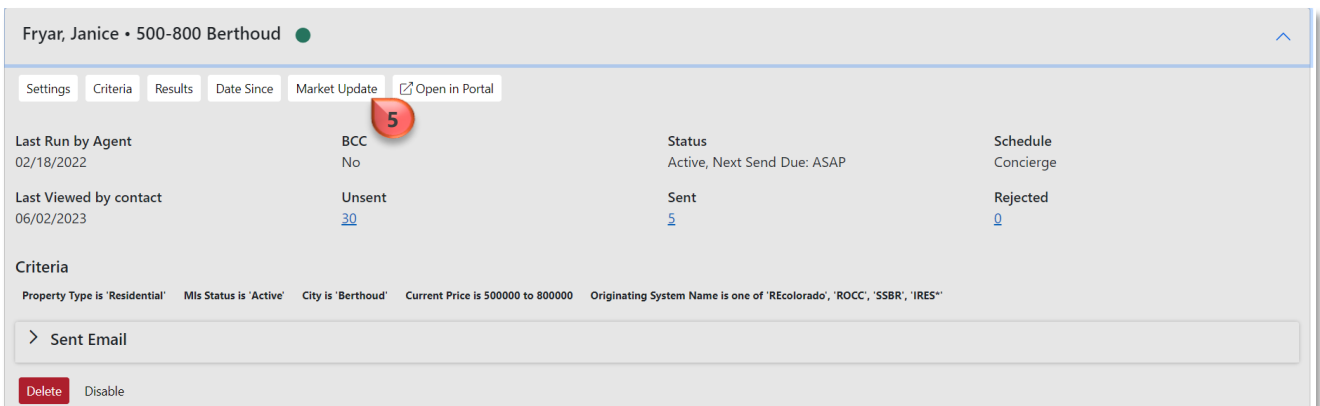 Fryar, Janice • 500-800 Berthoud
Settings Criteria Results Date Since Market Update Open in Portal
5
Last Run by Agent BCC Status Schedule
02/18/2022 No Active, Next Send Due: ASAP Concierge
Last Viewed by contact Unsent Sent Rejected
06/02/2023 30 5 0
Criteria
Property Type is 'Residential' Mls Status is 'Active' City is 'Berthoud' Current Price is 500000 to 800000 Originating System Name is one of 'REcolorado', 'ROCC', 'SSBR', 'IRES*'
Sent Email
Delete Disable